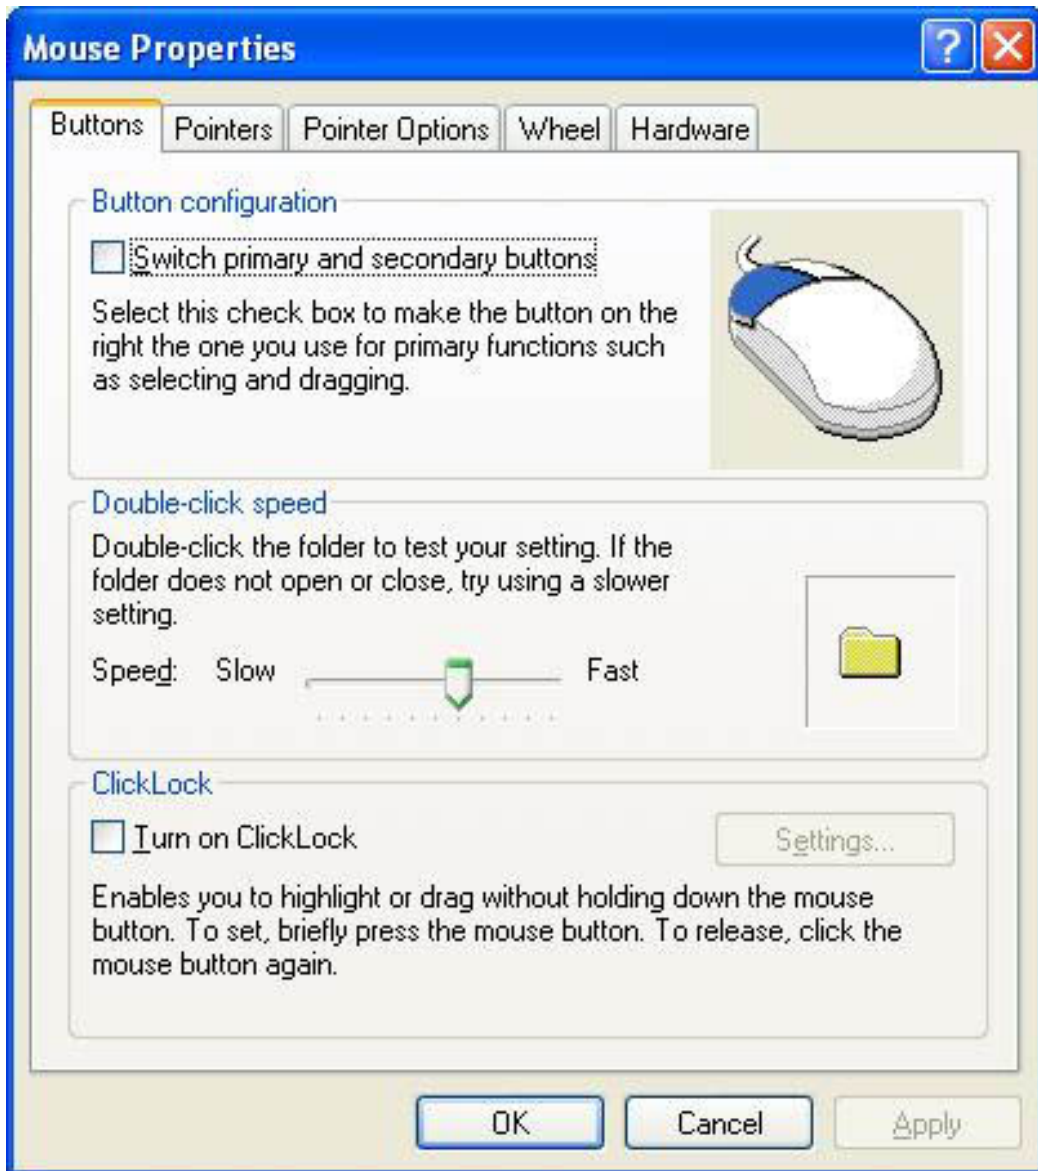 Mouse Properties
?
Buttons Pointers Pointer Options Wheel Hardware
Button configuration
Switch primary and secondary buttons
Select this check box to make the button on the
right the one you use for primary functions such
as selecting and dragging.
Double-click speed
Double-click the folder to test your setting. If the
folder does not open or close, try using a slower
setting.
Speed: Slow Fast
ClickLock
Turn on ClickLock Settings...
Enables you to highlight or drag without holding down the mouse
button. To set, briefly press the mouse button. To release, click the
mouse button again.
OK Cancel Apply